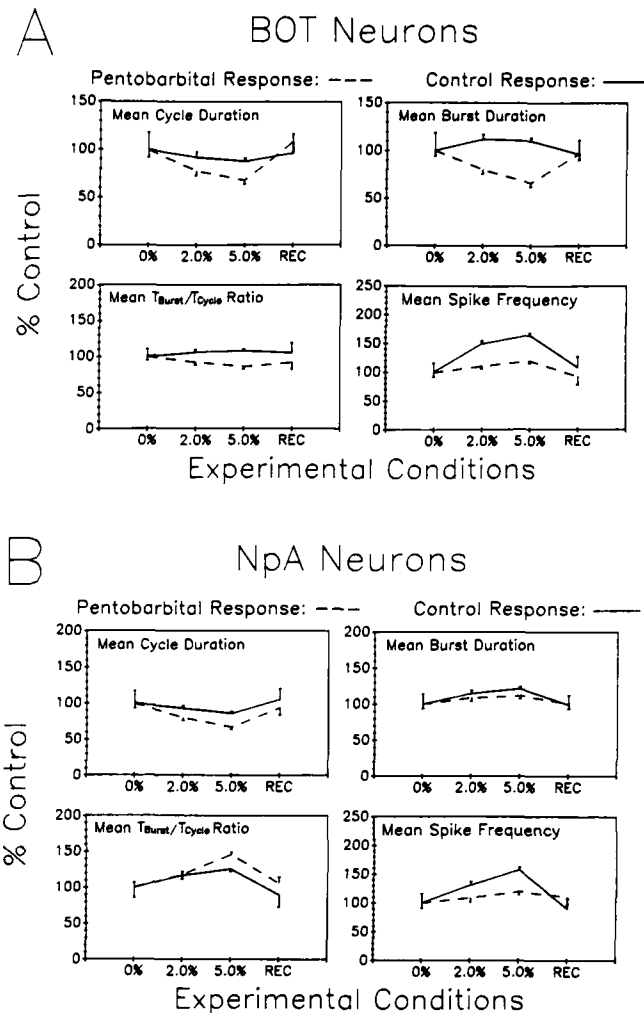 A
BOT Neurons
Pentobarbital Response: --- Control Response: —
% Control
Mean Cycle Duration
150
100
50
0
0% 2.0% 5.0% REC
Mean Burst Duration
150
100
50
0
0% 2.0% 5.0% REC
Mean TBurst/TCycle Ratio
200
150
100
50
0
0% 2.0% 5.0% REC
Mean Spike Frequency
250
200
150
100
50
0
0% 2.0% 5.0% REC
Experimental Conditions
B
NpA Neurons
Pentobarbital Response: --- Control Response: —
% Control
Mean Cycle Duration
200
150
100
50
0
0% 2.0% 5.0% REC
Mean Burst Duration
200
150
100
50
0
0% 2.0% 5.0% REC
Mean TBurst/TCycle Ratio
200
150
100
50
0
0% 2.0% 5.0% REC
Mean Spike Frequency
250
200
150
100
50
0
0% 2.0% 5.0% REC
Experimental Conditions